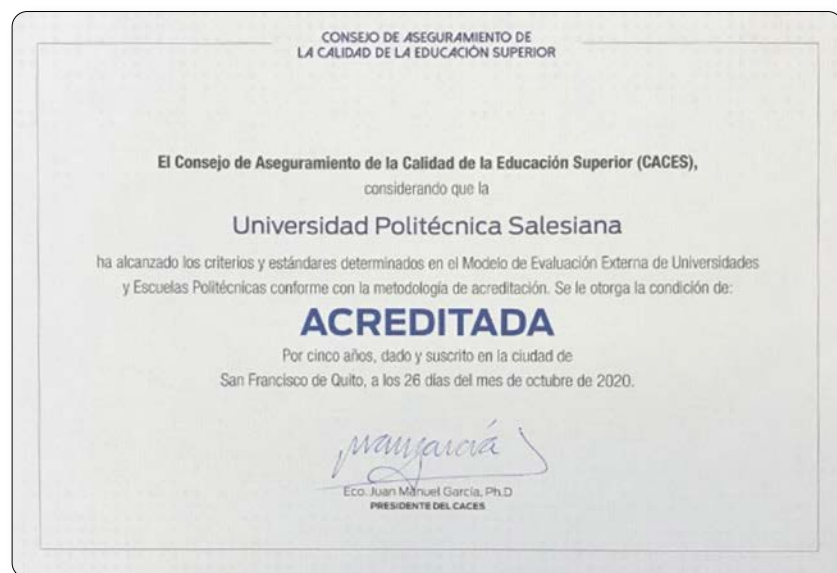 CONSEJO DE ASEGURAMIENTO DE
LA CALIDAD DE LA EDUCACIÓN SUPERIOR
El Consejo de Aseguramiento de la Calidad de la Educación Superior (CACES),
considerando que la
Universidad Politécnica Salesiana
ha alcanzado los criterios y estándares determinados en el Modelo de Evaluación Externa de Universidades
y Escuelas Politécnicas conforme con la metodología de acreditación. Se le otorga la condición de:
ACREDITADA
Por cinco años, dado y suscrito en la ciudad de
San Francisco de Quito, a los 26 días del mes de octubre de 2020.
Eco. Juan Manuel García, Ph.D
PRESIDENTE DEL CACES